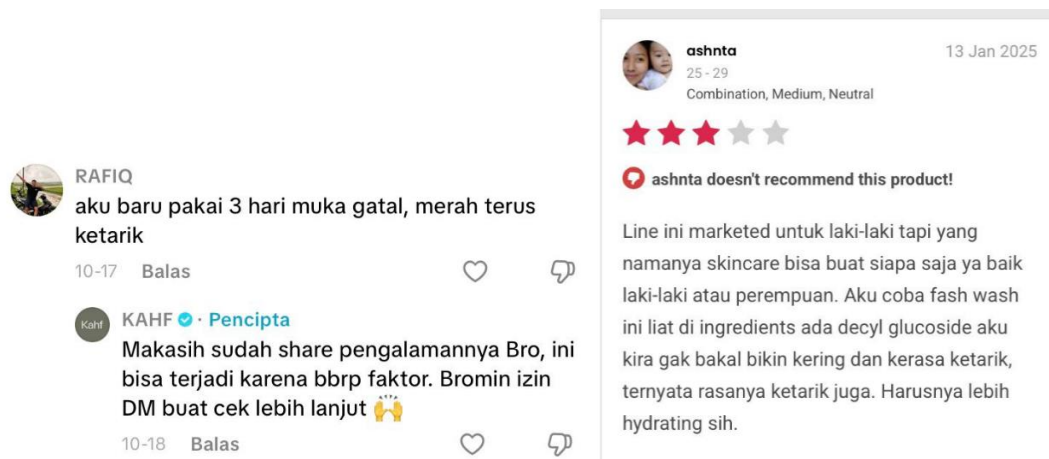 RAFIQ
aku baru pakai 3 hari muka gatal, merah terus
ketarik
10-17 Balas
Kahf
KAHF · Pencipta
Makasih sudah share pengalamannya Bro, ini
bisa terjadi karena bbrp faktor. Bromin izin
DM buat cek lebih lanjut 🙌
10-18 Balas
ashnta
13 Jan 2025
25 - 29
Combination, Medium, Neutral
ashnta doesn't recommend this product!
Line ini marketed untuk laki-laki tapi yang
namanya skincare bisa buat siapa saja ya baik
laki-laki atau perempuan. Aku coba fash wash
ini liat di ingredients ada decyl glucoside aku
kira gak bakal bikin kering dan kerasa ketarik,
ternyata rasanya ketarik juga. Harusnya lebih
hydrating sih.